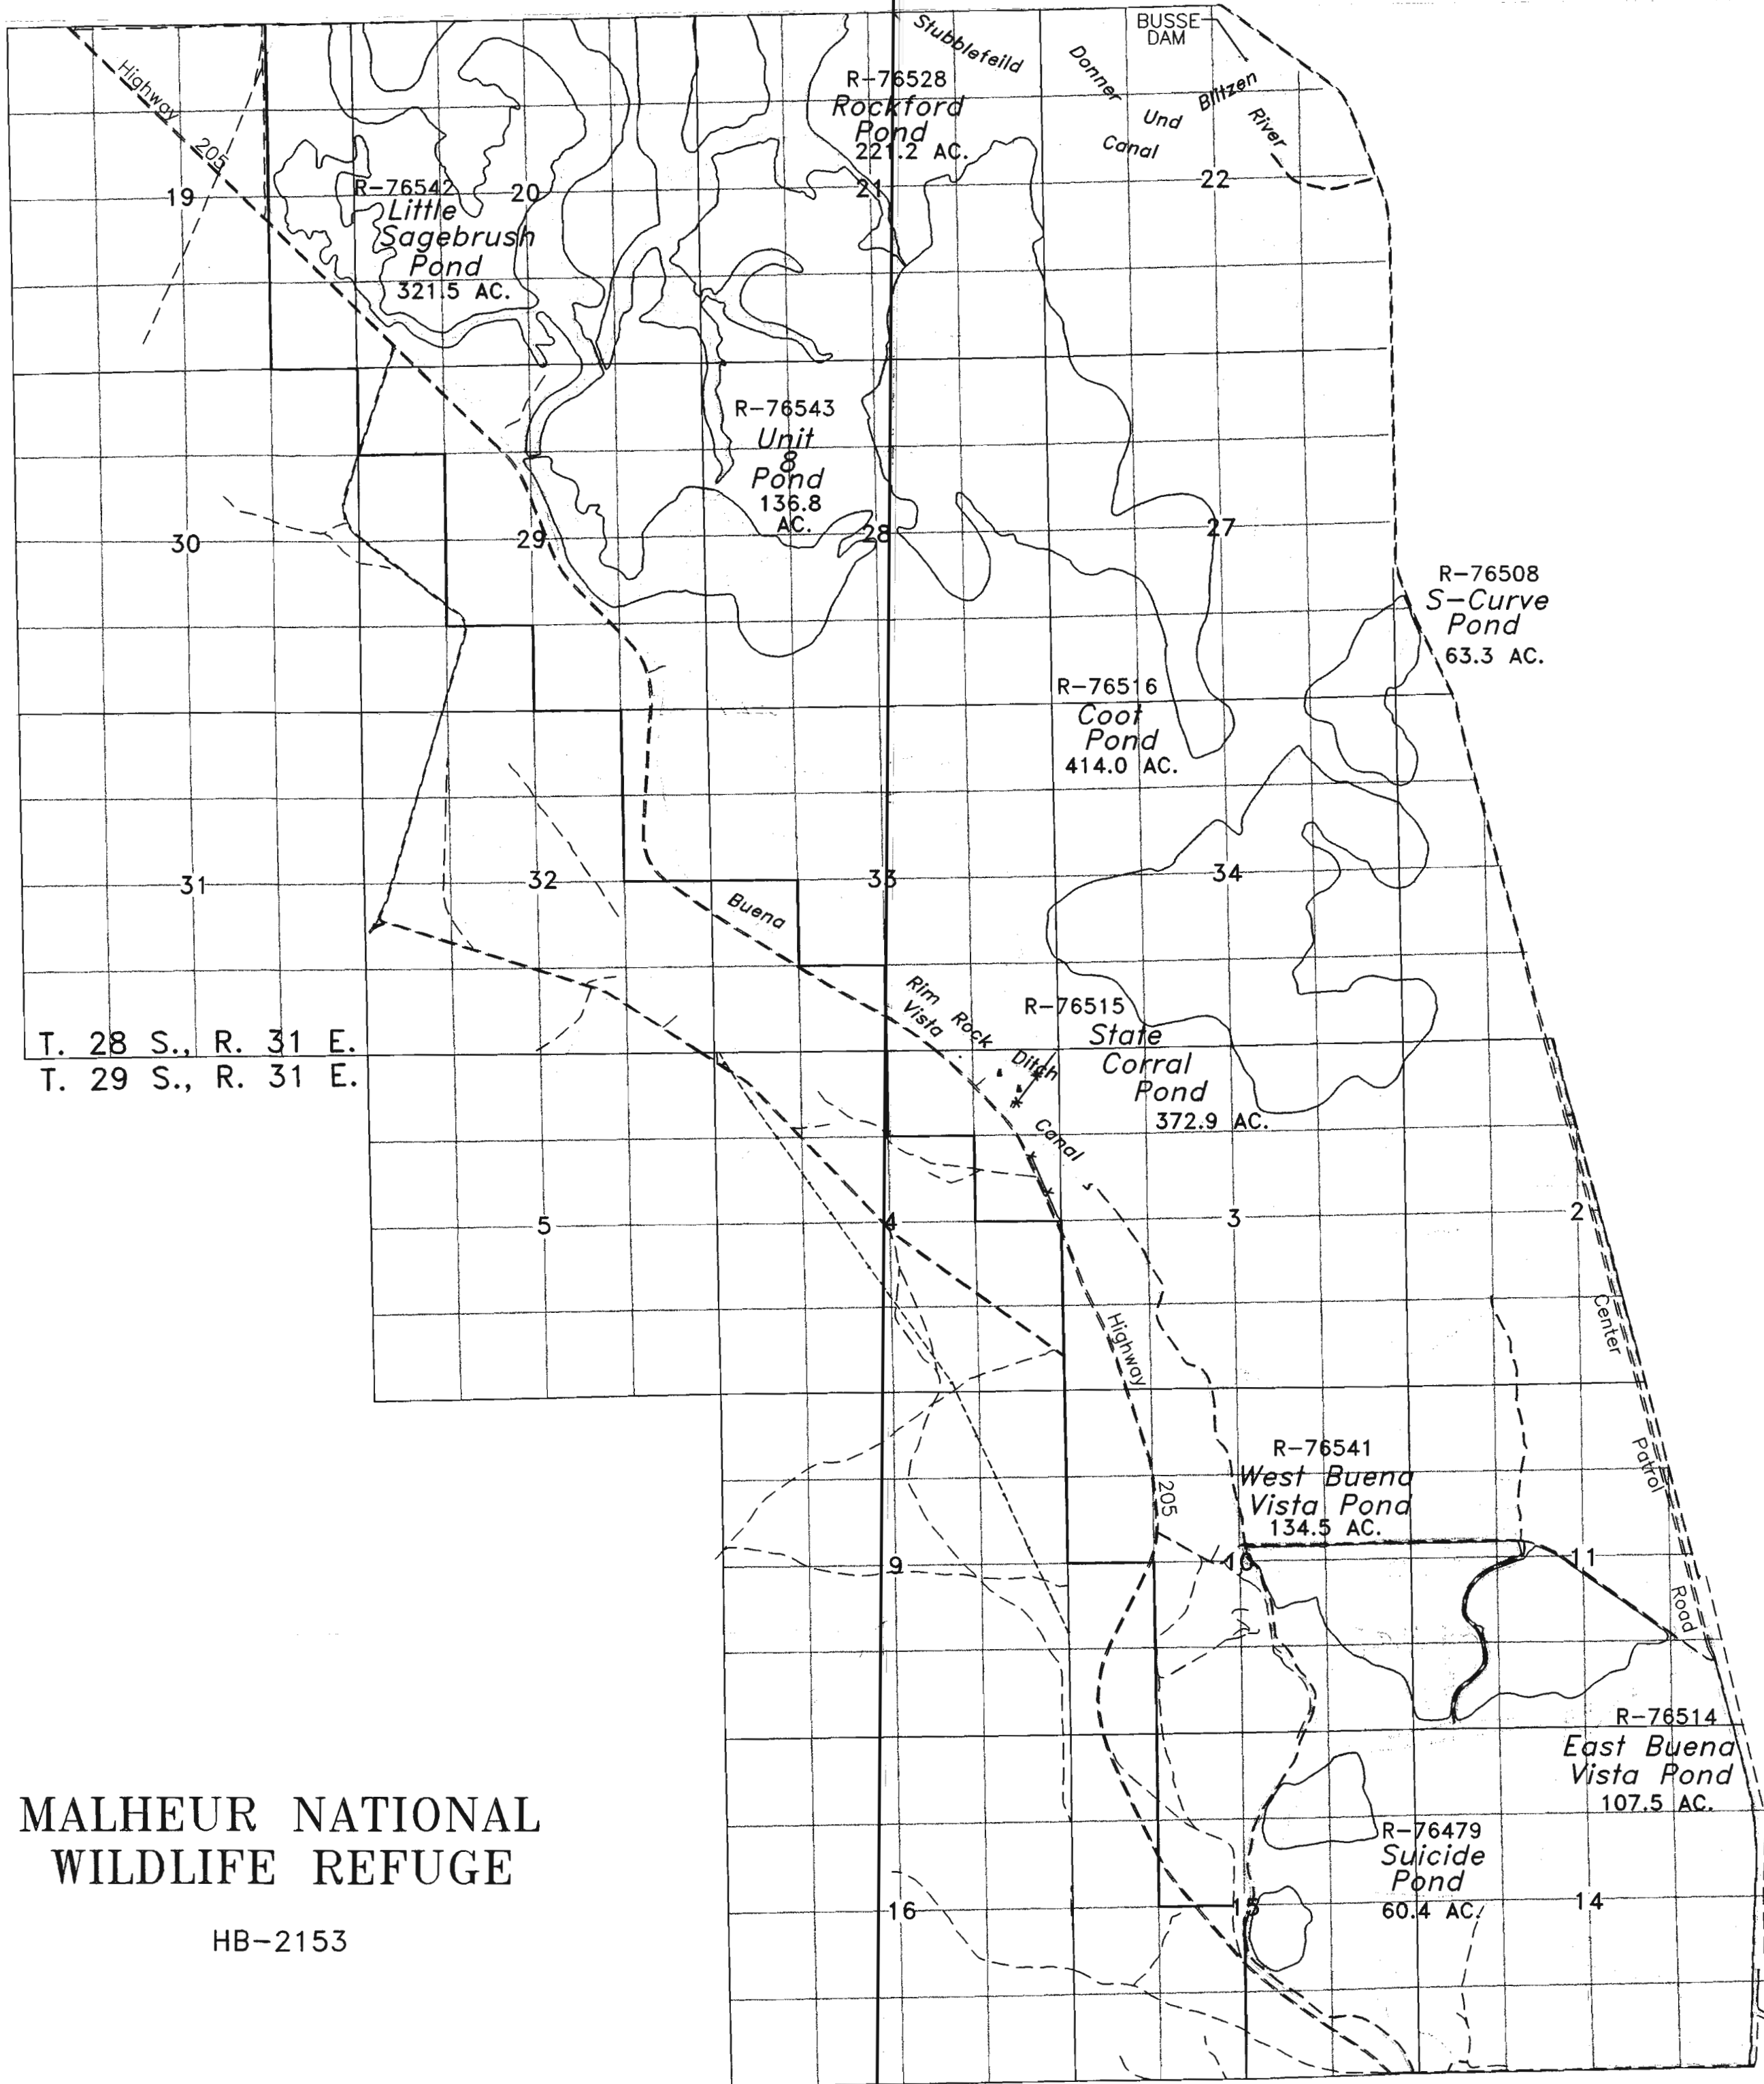 BUSSE
DAM
Stubblefeild
Donner
Und
Blitzen
Canal
River
Highway
205
R-76528
Rockford
Pond
221.2 AC.
19
20
21
22
R-76542
Little
Sagebrush
Pond
321.5 AC.
R-76543
Unit
8
Pond
136.8
AC.
30
29
28
27
R-76508
S-Curve
Pond
63.3 AC.
R-76516
Coot
Pond
414.0 AC.
31
32
33
34
Buena
Rim Rock Ditch
Vista
Canal
R-76515
State
Corral
Pond
372.9 AC.
T. 28 S., R. 31 E.
T. 29 S., R. 31 E.
5
4
3
2
Highway
205
Center
Patrol
Road
R-76541
West Buena
Vista Pond
134.5 AC.
9
10
11
R-76514
East Buena
Vista Pond
107.5 AC.
R-76479
Suicide
Pond
60.4 AC.
16
15
14
MALHEUR NATIONAL
WILDLIFE REFUGE
HB-2153